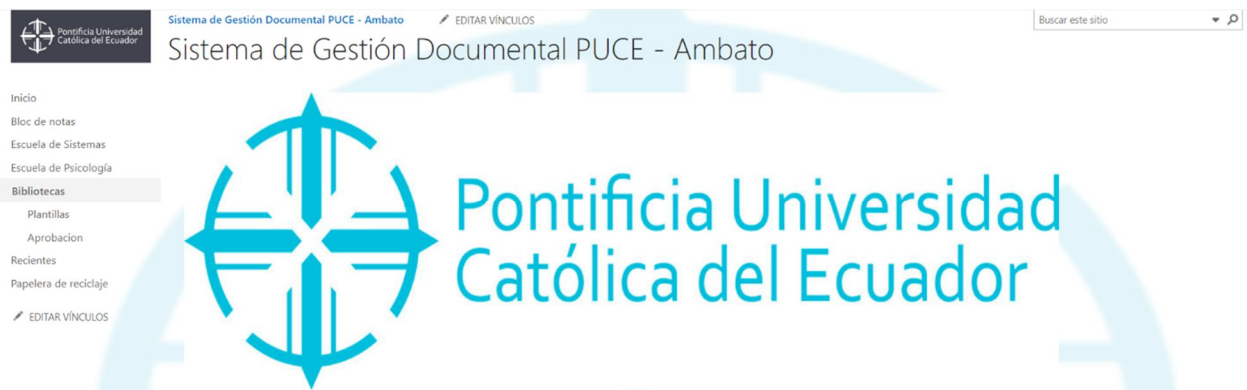 Pontificia Universidad
Católica del Ecuador
Sistema de Gestión Documental PUCE - Ambato
EDITAR VÍNCULOS
Buscar este sitio
Sistema de Gestión Documental PUCE - Ambato
Inicio
Bloc de notas
Escuela de Sistemas
Escuela de Psicología
Bibliotecas
Plantillas
Aprobacion
Recientes
Papelera de reciclaje
EDITAR VÍNCULOS
Pontificia Universidad
Católica del Ecuador